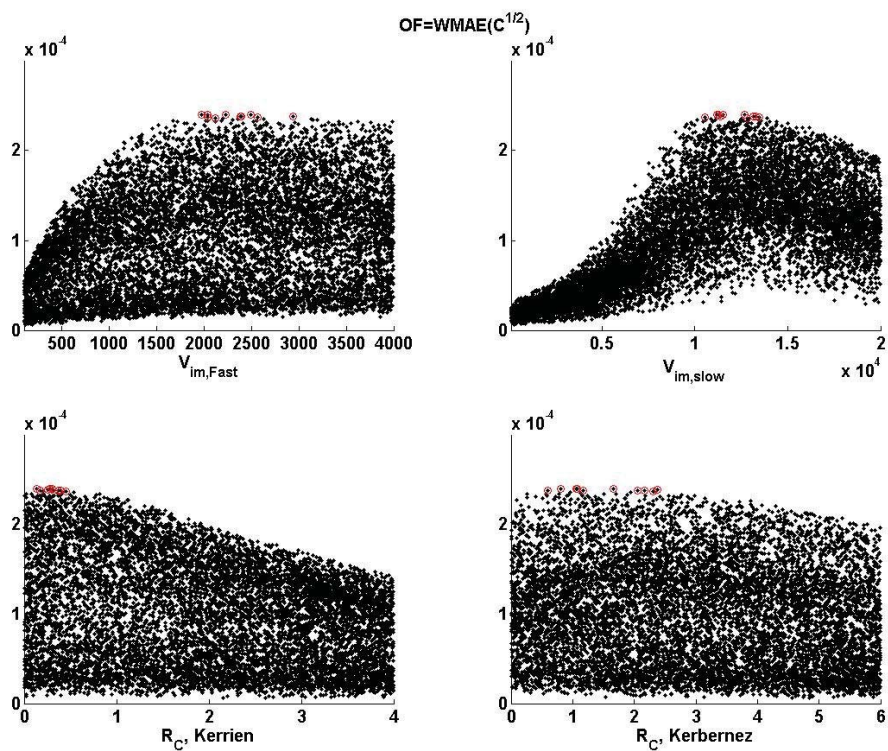 OF=WMAE(C^{1/2})
x 10^{-4}
2
1
0
500 1000 1500 2000 2500 3000 3500 4000
V_{im,Fast}
x 10^{-4}
2
1
0
0.5 1 1.5 2
x 10^4
V_{im,slow}
x 10^{-4}
2
1
0
0 1 2 3 4
R_C, Kerrien
x 10^{-4}
2
1
0
0 1 2 3 4 5 6
R_C, Kerbernez